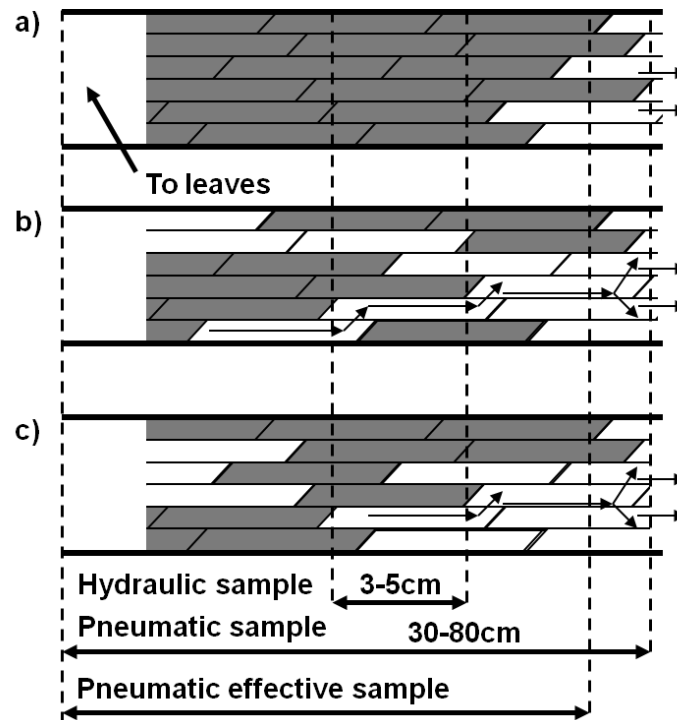 a)
To leaves
b)
c)
Hydraulic sample 3-5cm
Pneumatic sample 30-80cm
Pneumatic effective sample